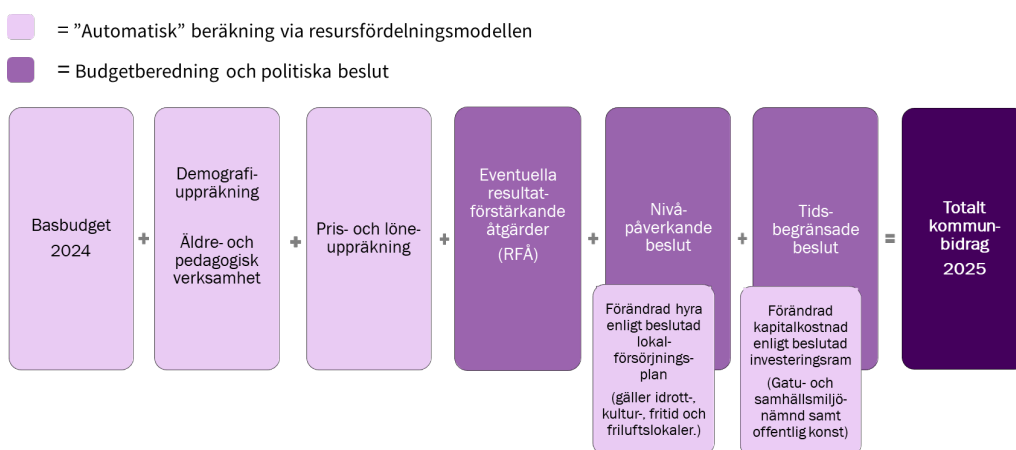 = ”Automatisk” beräkning via resursfördelningsmodellen
= Budgetberedning och politiska beslut
Basbudget
2024
+
Demografi-
uppräkning
Äldre- och
pedagogisk
verksamhet
+
Pris- och löne-
uppräkning
+
Eventuella
resultat-
förstärkande
åtgärder
(RFÅ)
+
Nivå-
påverkande
beslut
Förändrad hyra
enligt beslutad
lokal-
försörjnings-
plan
(gäller idrott-,
kultur-, fritid och
friluftslokaler.)
+
Tids-
begränsade
beslut
Förändrad
kapitalkostnad
enligt beslutad
investeringsram
(Gatu- och
samhällsmiljö-
nämnd samt
offentlig konst)
=
Totalt
kommun-
bidrag
2025